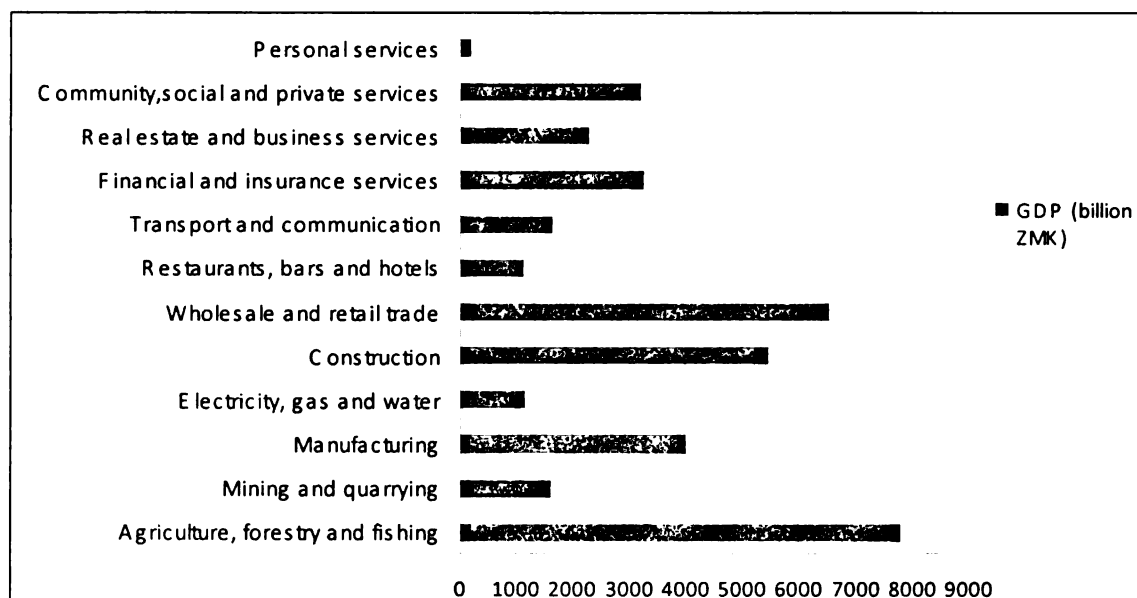 Personal services
Community,social and private services
Real estate and business services
Financial and insurance services
Transport and communication
Restaurants, bars and hotels
Wholesale and retail trade
Construction
Electricity, gas and water
Manufacturing
Mining and quarrying
Agriculture, forestry and fishing
GDP (billion
ZMK)
0 1000 2000 3000 4000 5000 6000 7000 8000 9000